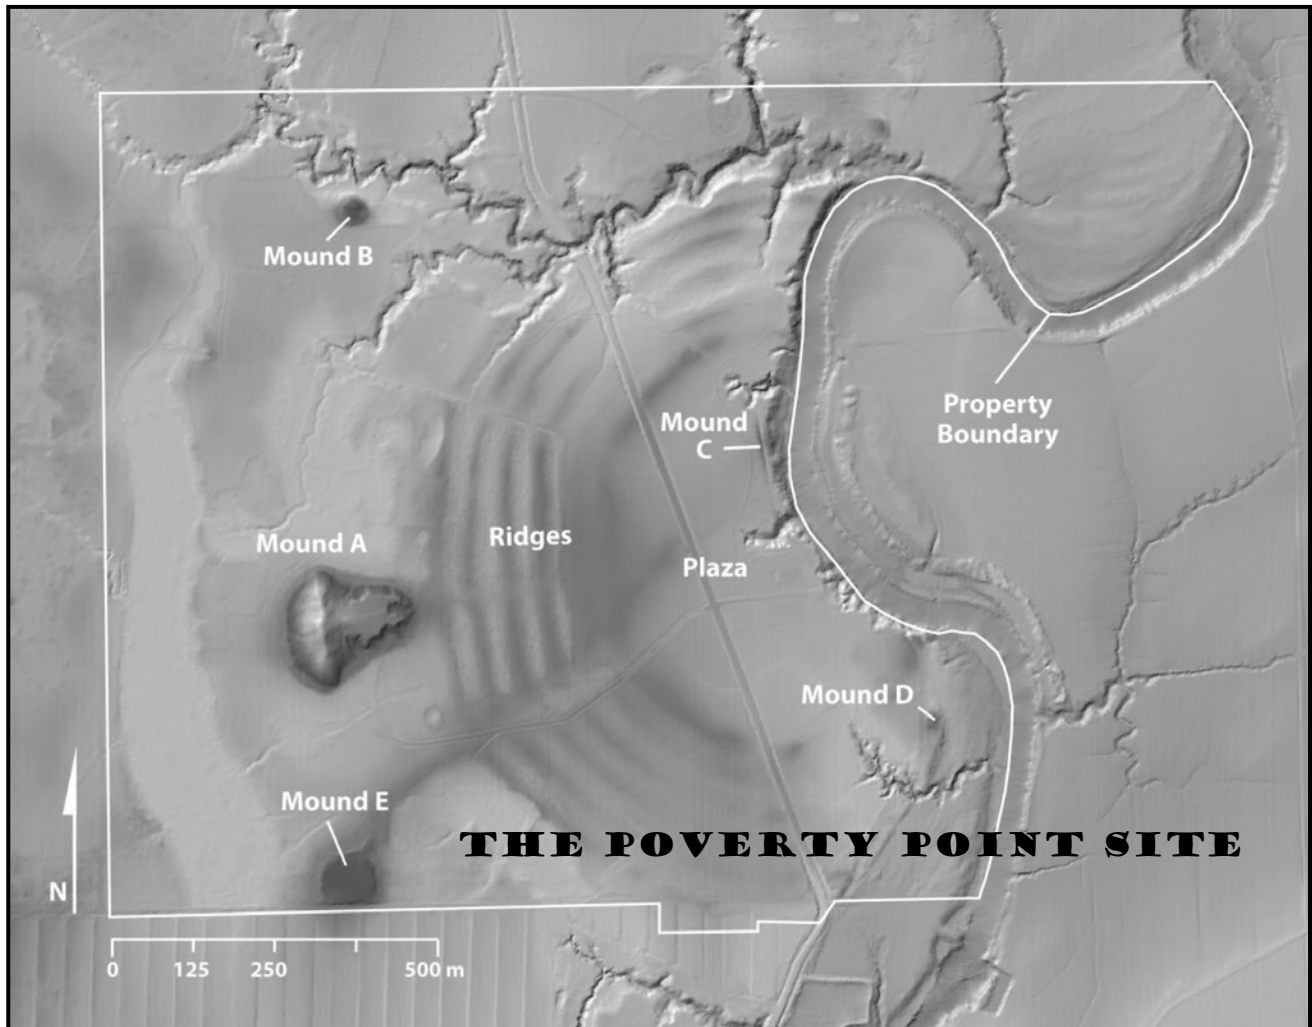 Mound B
Property
Boundary
Mound
C
Ridges
Mound A
Plaza
Mound D
Mound E
THE POVERTY POINT SITE
N
0 125 250 500 m